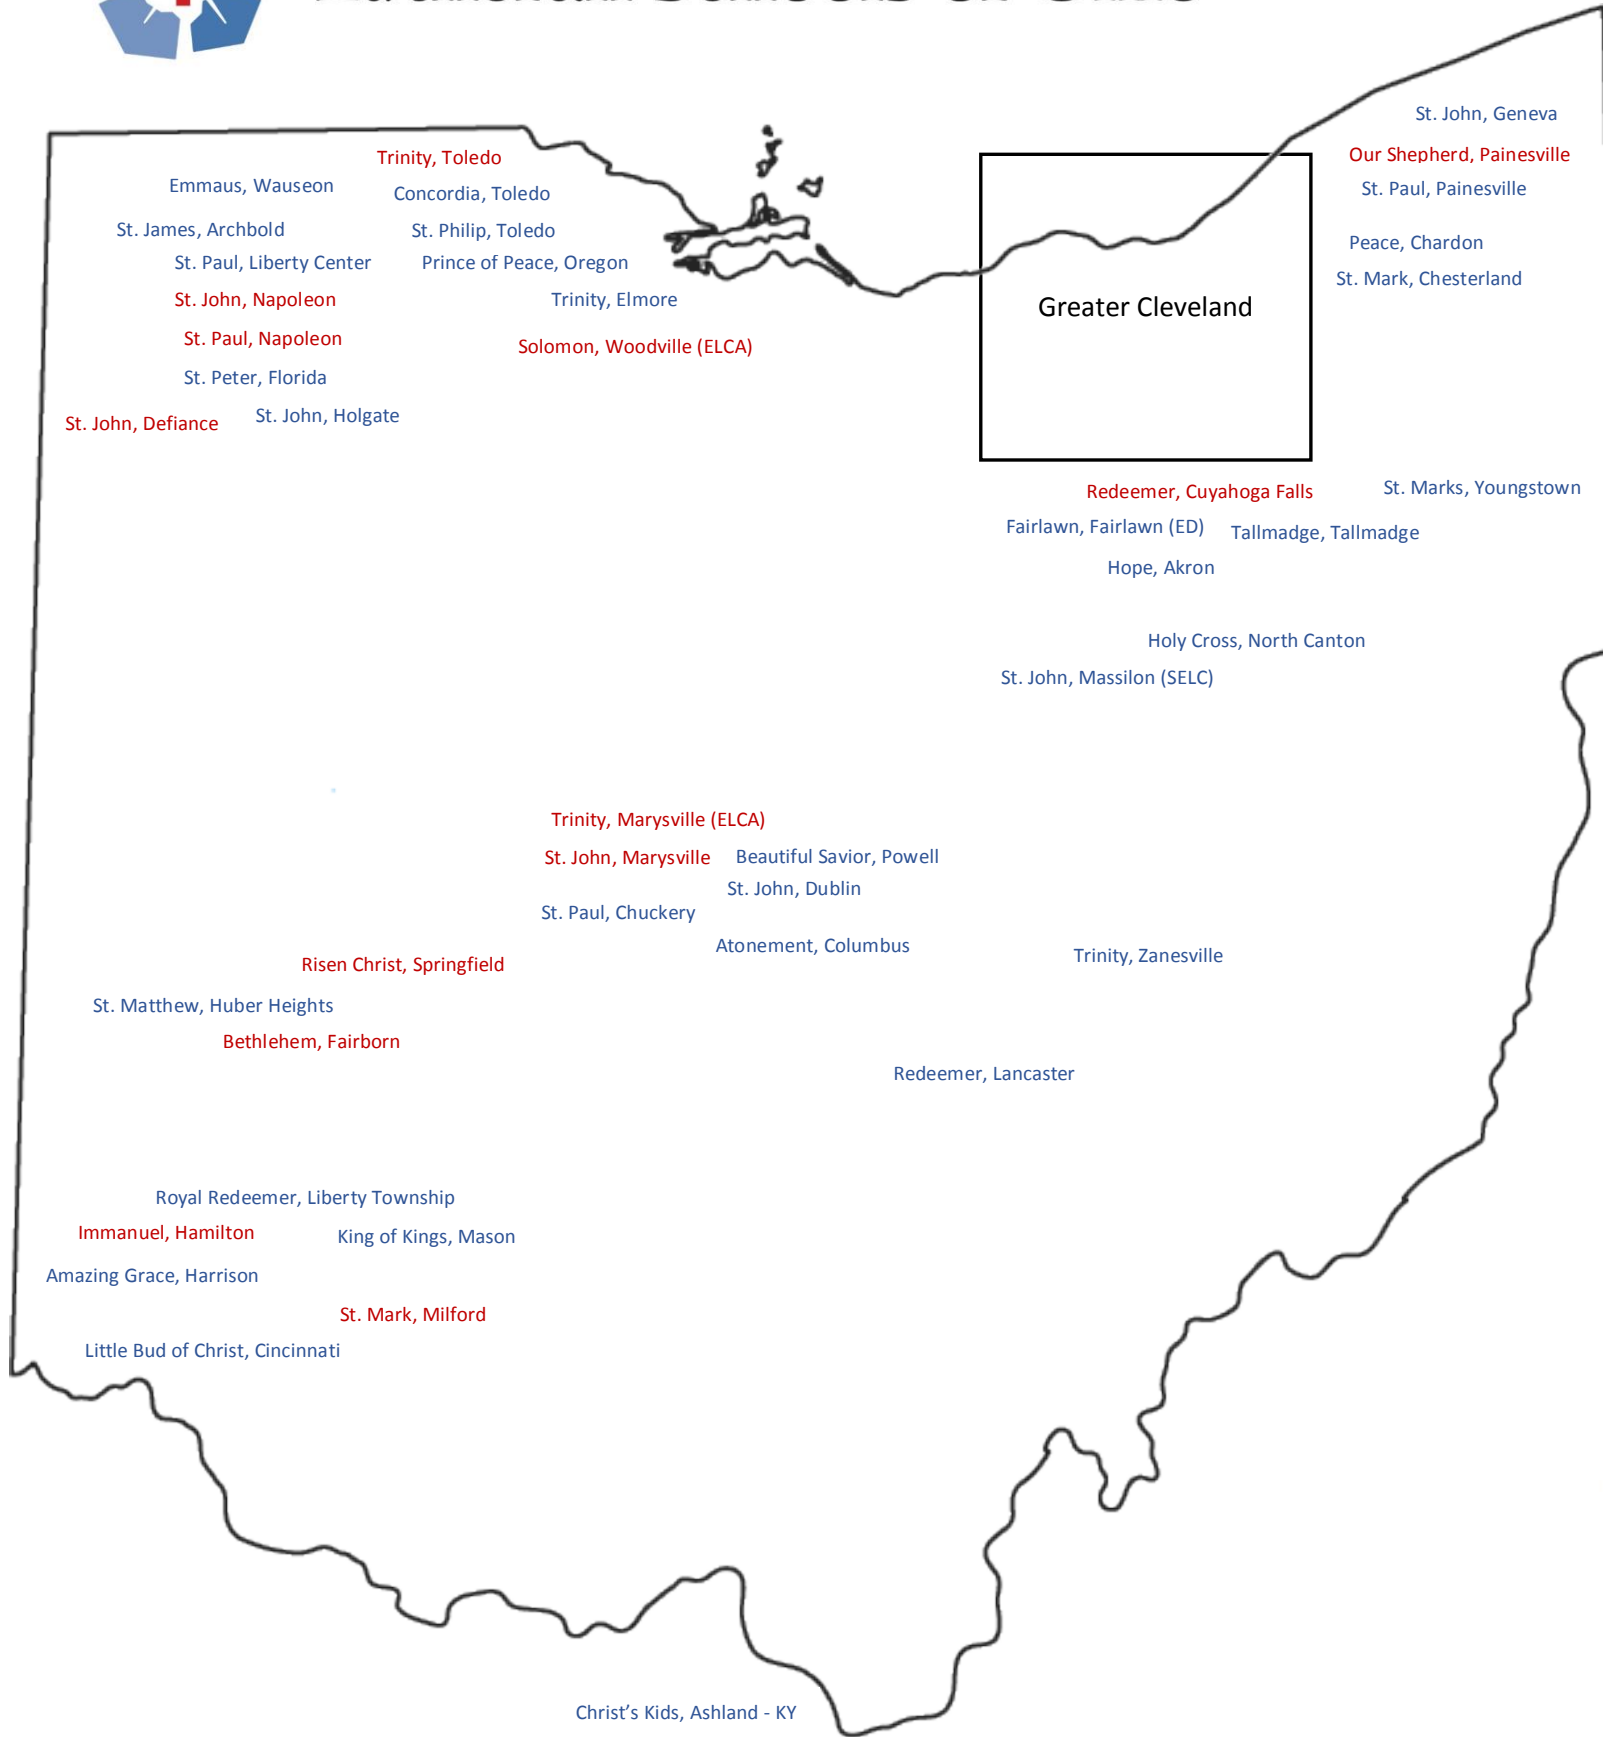 St. John, Geneva
Trinity, Toledo
Our Shepherd, Painesville
Emmaus, Wauseon
Concordia, Toledo
St. Paul, Painesville
St. James, Archbold
St. Philip, Toledo
Peace, Chardon
St. Paul, Liberty Center
Prince of Peace, Oregon
St. Mark, Chesterland
St. John, Napoleon
Trinity, Elmore
Greater Cleveland
St. Paul, Napoleon
Solomon, Woodville (ELCA)
St. Peter, Florida
St. John, Defiance
St. John, Holgate
Redeemer, Cuyahoga Falls
St. Marks, Youngstown
Fairlawn, Fairlawn (ED)
Tallmadge, Tallmadge
Hope, Akron
Holy Cross, North Canton
St. John, Massilon (SELC)
Trinity, Marysville (ELCA)
St. John, Marysville
Beautiful Savior, Powell
St. John, Dublin
St. Paul, Chuckery
Atonement, Columbus
Trinity, Zanesville
Risen Christ, Springfield
St. Matthew, Huber Heights
Bethlehem, Fairborn
Redeemer, Lancaster
Royal Redeemer, Liberty Township
Immanuel, Hamilton
King of Kings, Mason
Amazing Grace, Harrison
St. Mark, Milford
Little Bud of Christ, Cincinnati
Christ's Kids, Ashland - KY